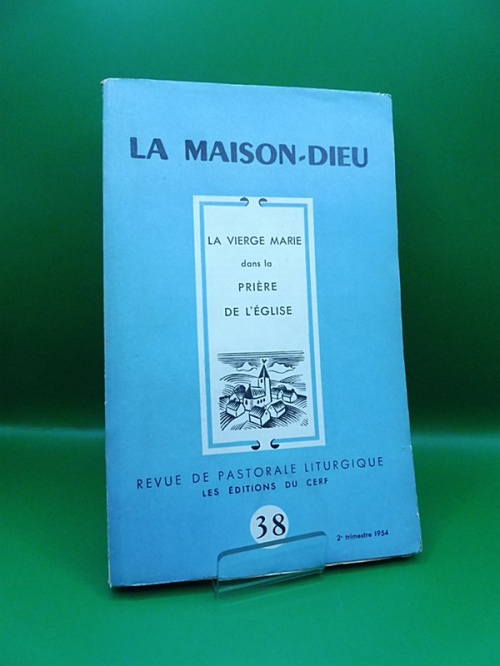 LA MAISON-DIEU
LA VIERGE MARIE
dans la
PRIÈRE
DE L'ÉGLISE
REVUE DE PASTORALE LITURGIQUE
LES ÉDITIONS DU CERF
38
2e trimestre 1954